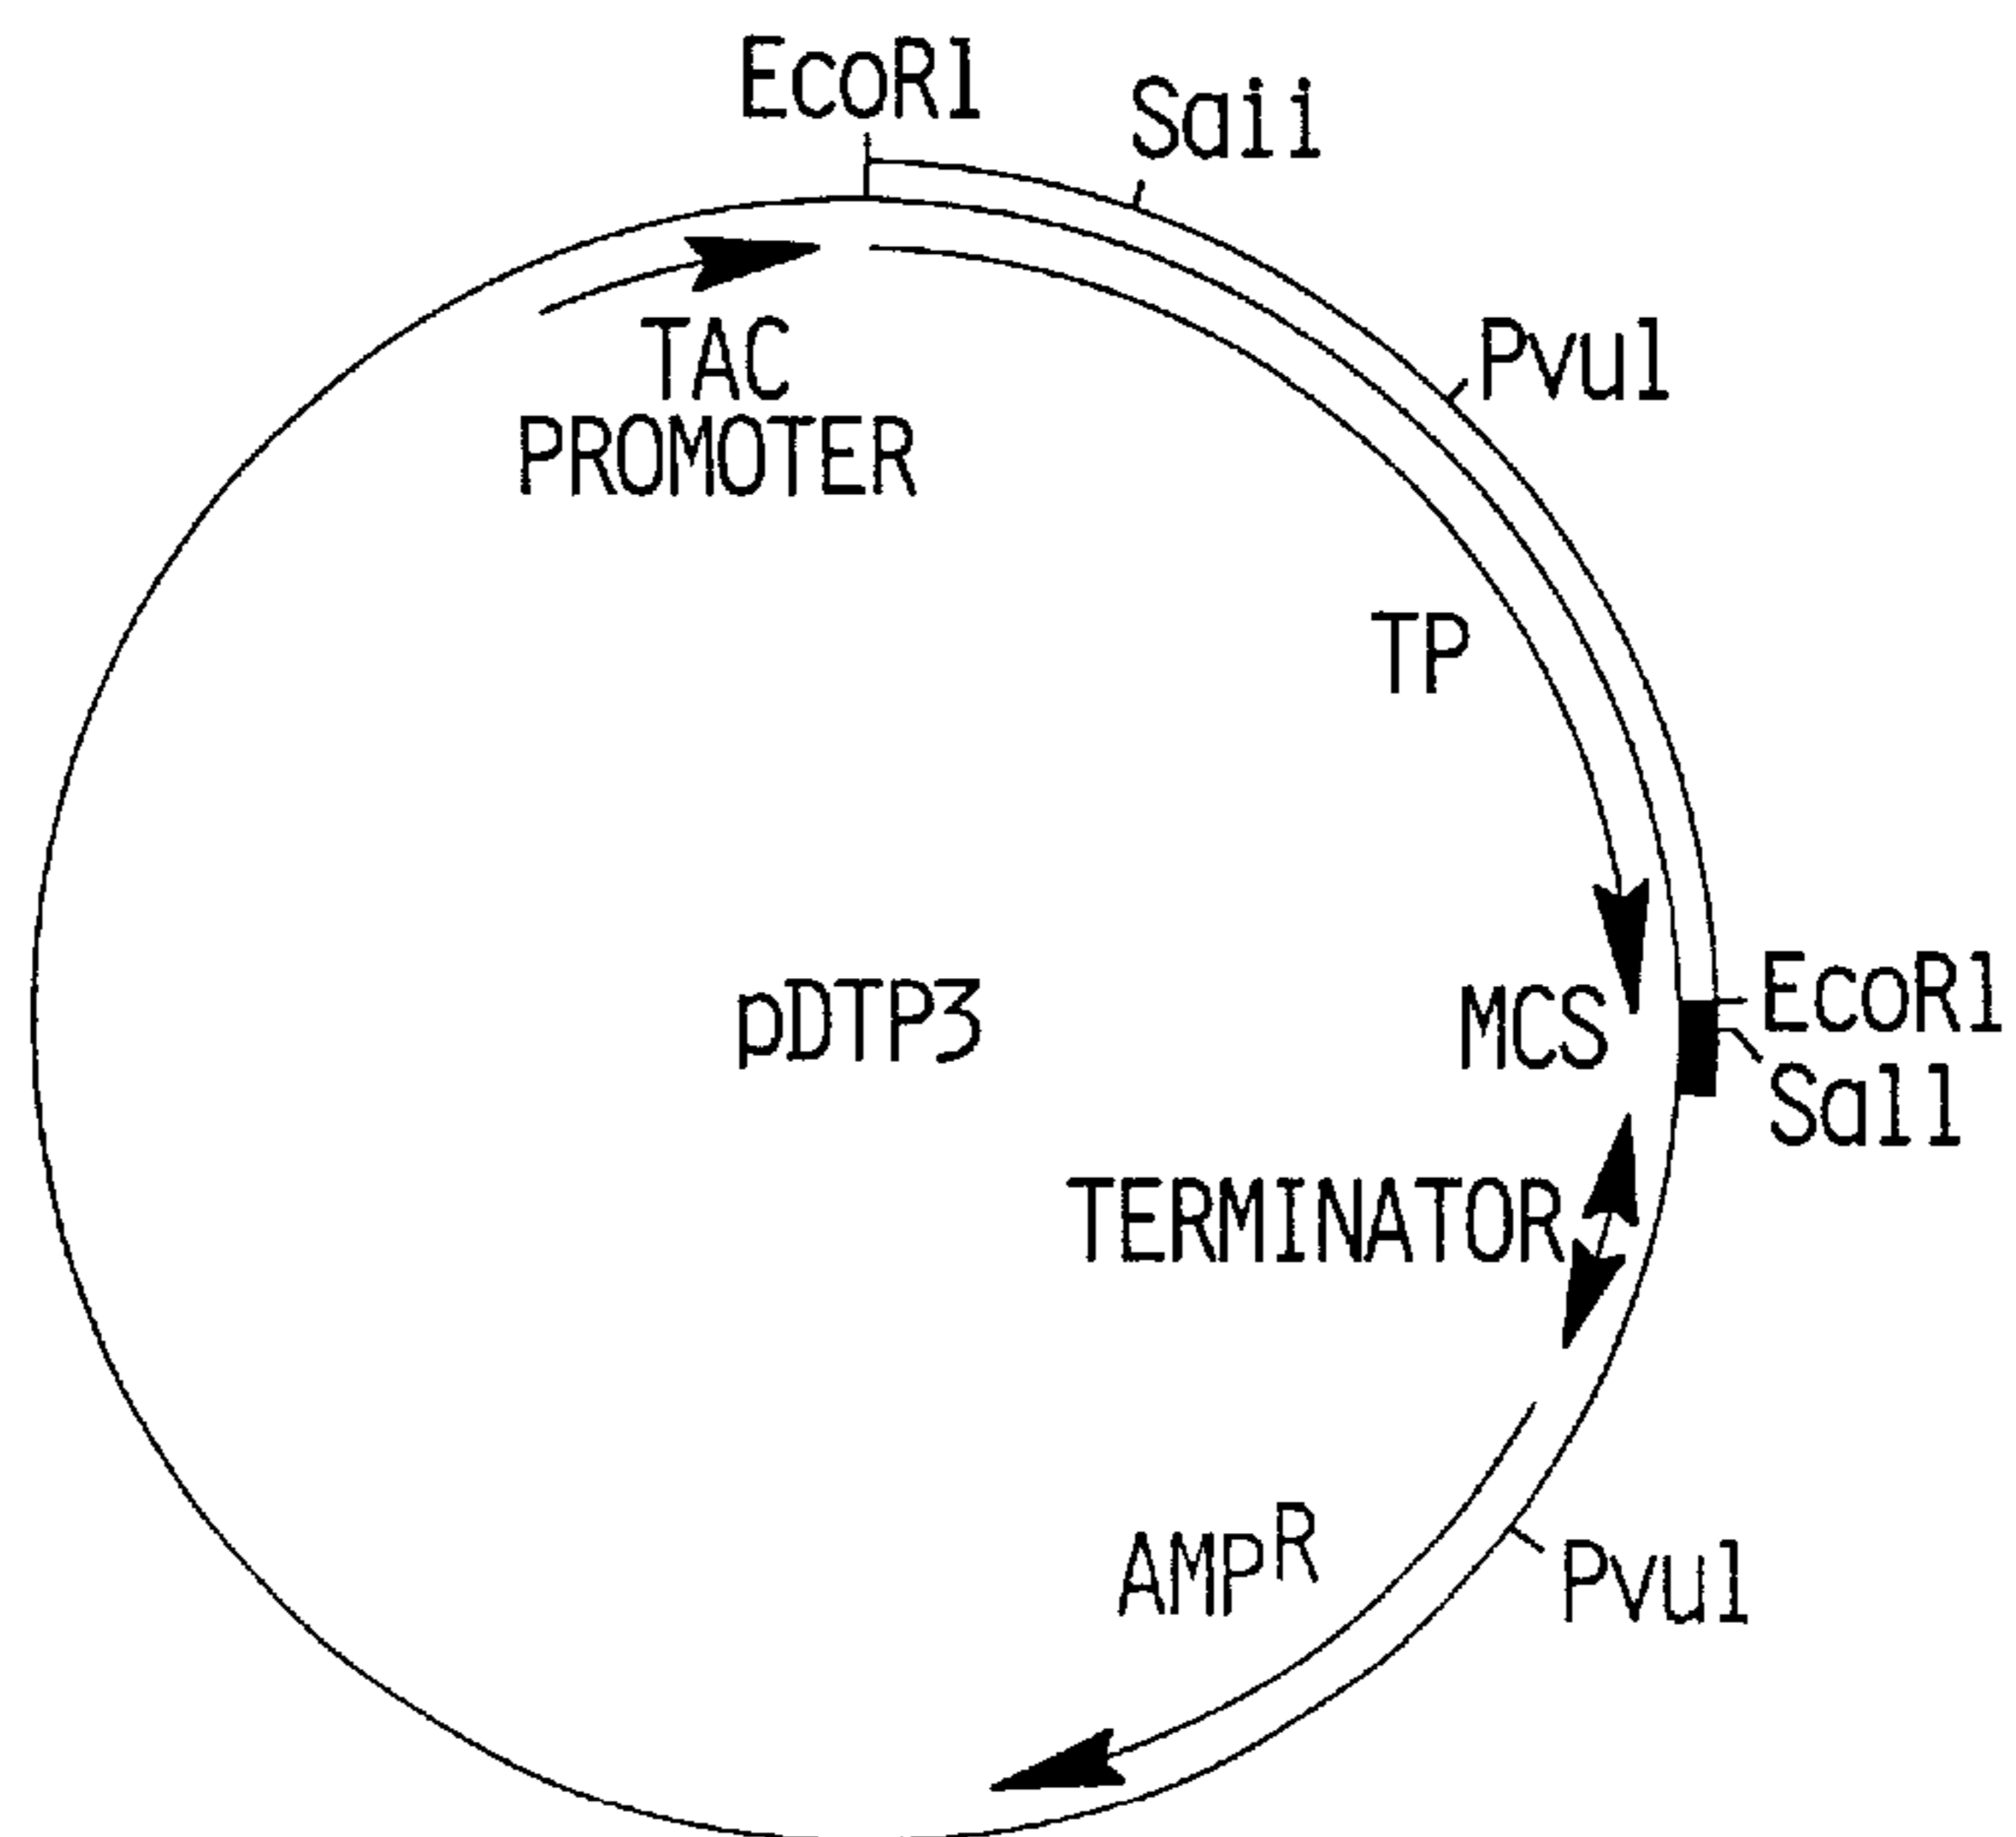 EcoR1
Saii
Pvu1
TAC
PROMOTER
TP
pDTP3
MCS
EcoR1
Sal1
TERMINATOR
AMPR
Pvu1